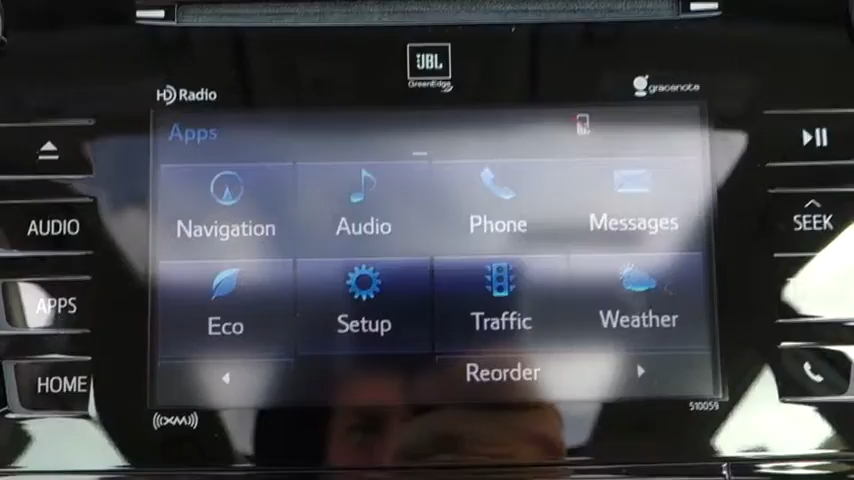 JBL
GreenEdge
HD Radio
gracenote
Apps
AUDIO
APPS
HOME
SEEK
Navigation
Audio
Phone
Messages
Eco
Setup
Traffic
Weather
Reorder
510059
((XM))